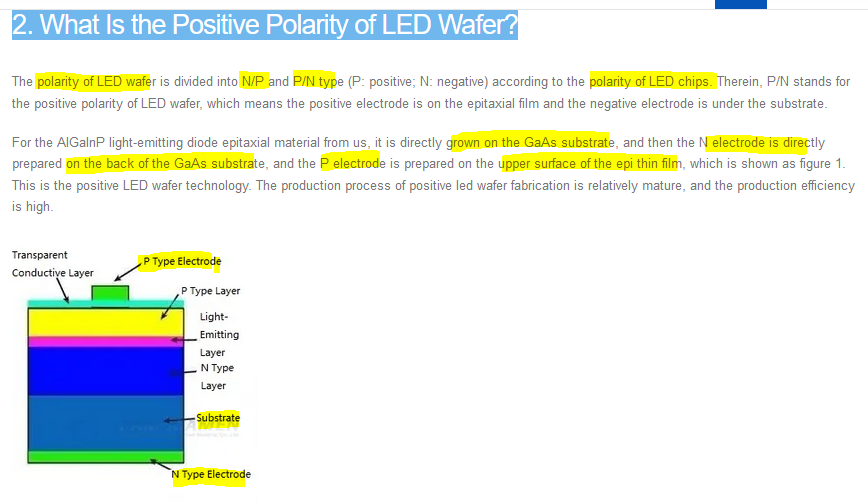 2. What Is the Positive Polarity of LED Wafer?
The polarity of LED wafer is divided into N/P and P/N type (P: positive; N: negative) according to the polarity of LED chips. Therein, P/N stands for
the positive polarity of LED wafer, which means the positive electrode is on the epitaxial film and the negative electrode is under the substrate.
For the AlGaInP light-emitting diode epitaxial material from us, it is directly grown on the GaAs substrate, and then the N electrode is directly
prepared on the back of the GaAs substrate, and the P electrode is prepared on the upper surface of the epi thin film, which is shown as figure 1.
This is the positive LED wafer technology. The production process of positive led wafer fabrication is relatively mature, and the production efficiency
is high.
Transparent
Conductive Layer
P Type Electrode
P Type Layer
Light-
Emitting
Layer
N Type
Layer
Substrate
N Type Electrode